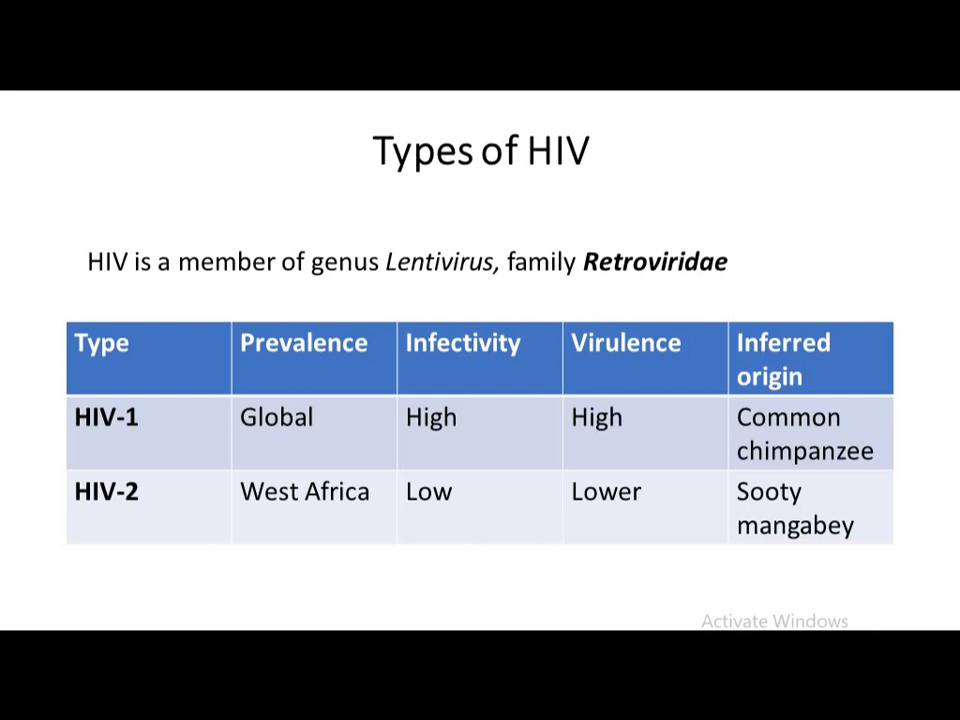 Types of HIV
HIV is a member of genus Lentivirus, family Retroviridae
Type Prevalence Infectivity Virulence Inferred origin
HIV-1 Global High High Common chimpanzee
HIV-2 West Africa Low Lower Sooty mangabey
Activate Windows